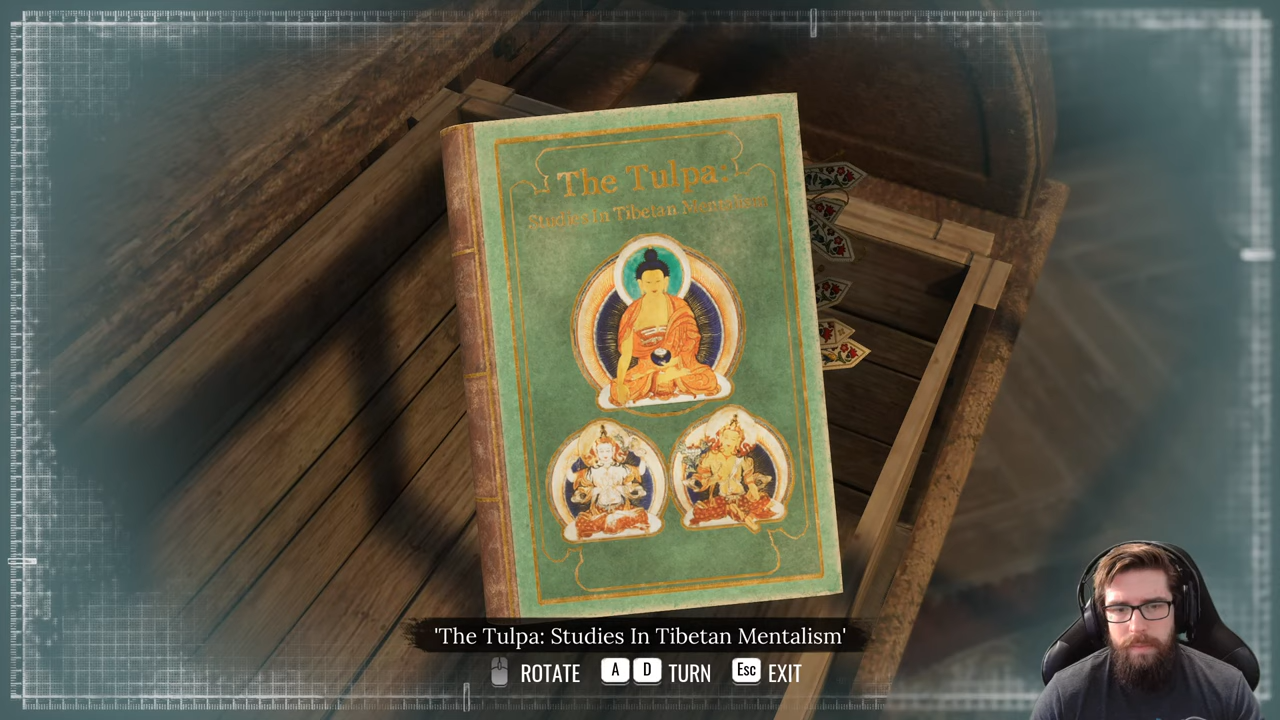 The Tulpa:
Studies In Tibetan Mentalism
'The Tulpa: Studies In Tibetan Mentalism'
ROTATE A D TURN Esc EXIT